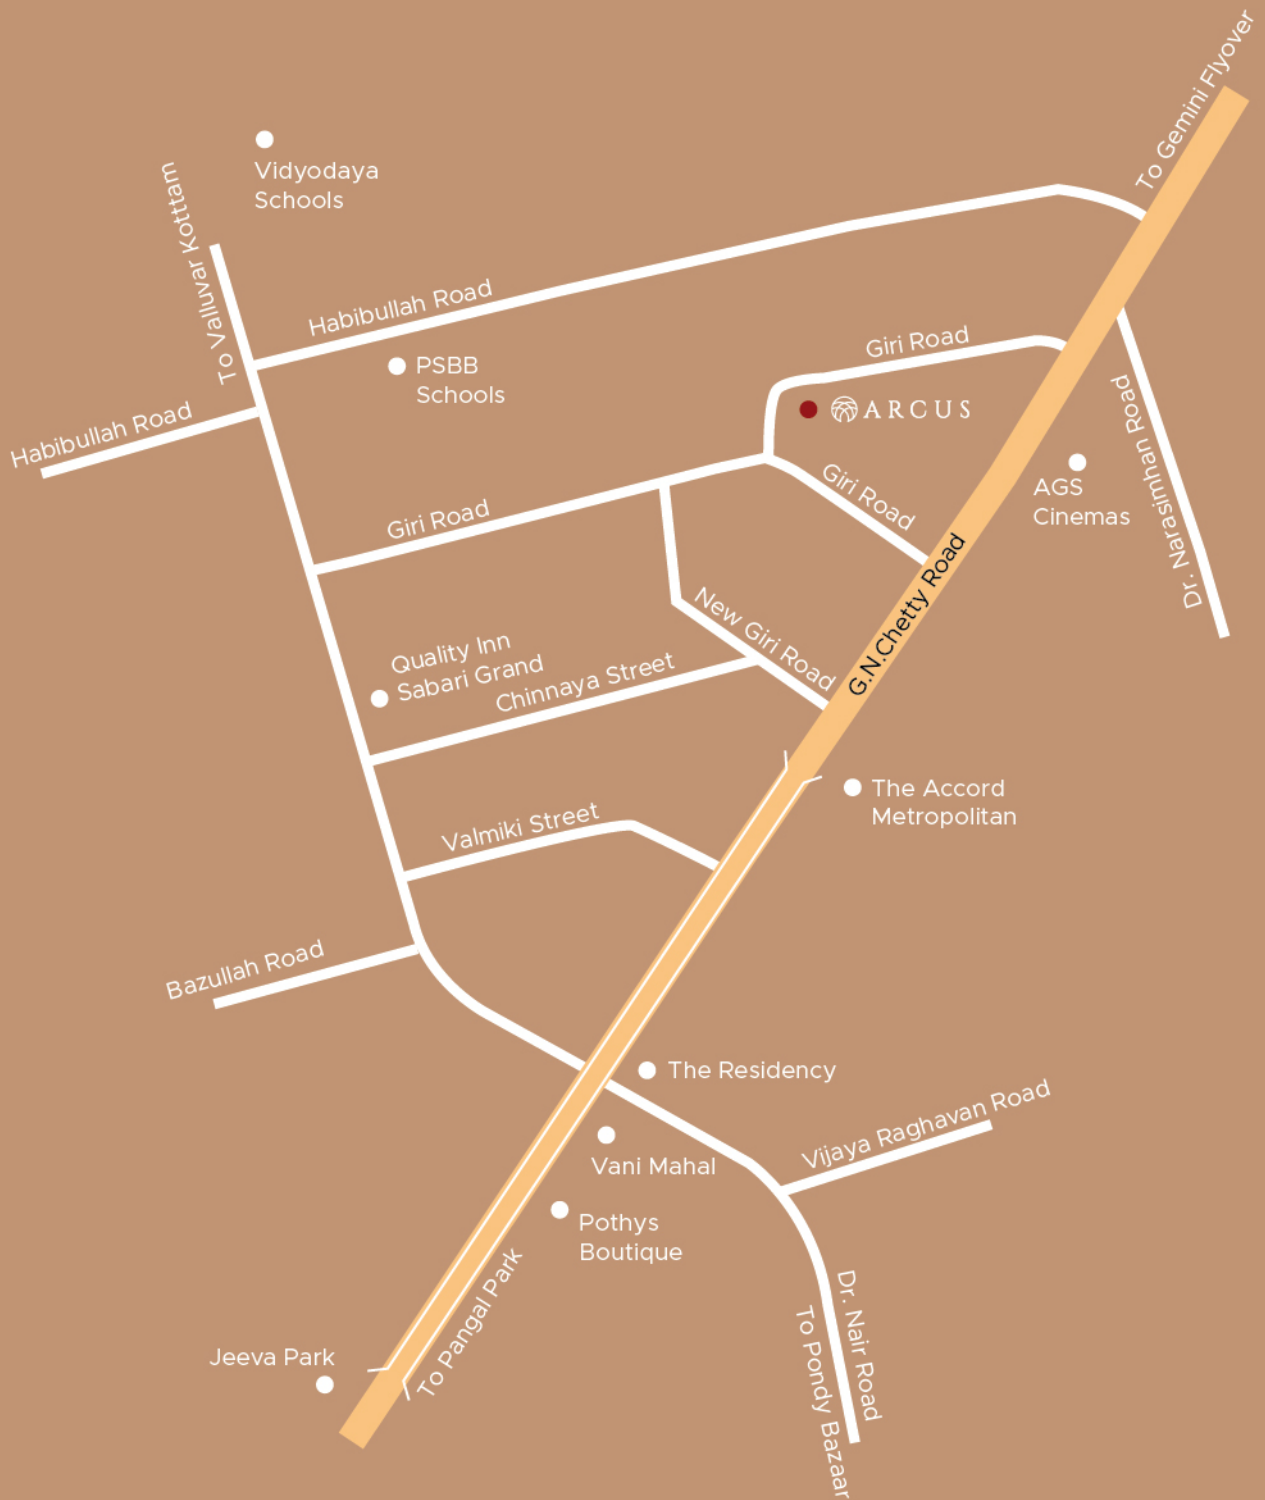 To Gemini Flyover
Vidyodaya
Schools
To Valluvar Kotttam
Habibullah Road
Giri Road
PSBB
Schools
ARCUS
Habibullah Road
Dr. Narasimhan Road
Giri Road
AGS
Cinemas
Giri Road
G.N.Chetty Road
New Giri Road
Quality Inn
Sabari Grand
Chinnaya Street
The Accord
Metropolitan
Valmiki Street
Bazullah Road
The Residency
Vijaya Raghavan Road
Vani Mahal
Pothys
Boutique
To Pangal Park
Dr. Nair Road
To Pondy Bazaar
Jeeva Park